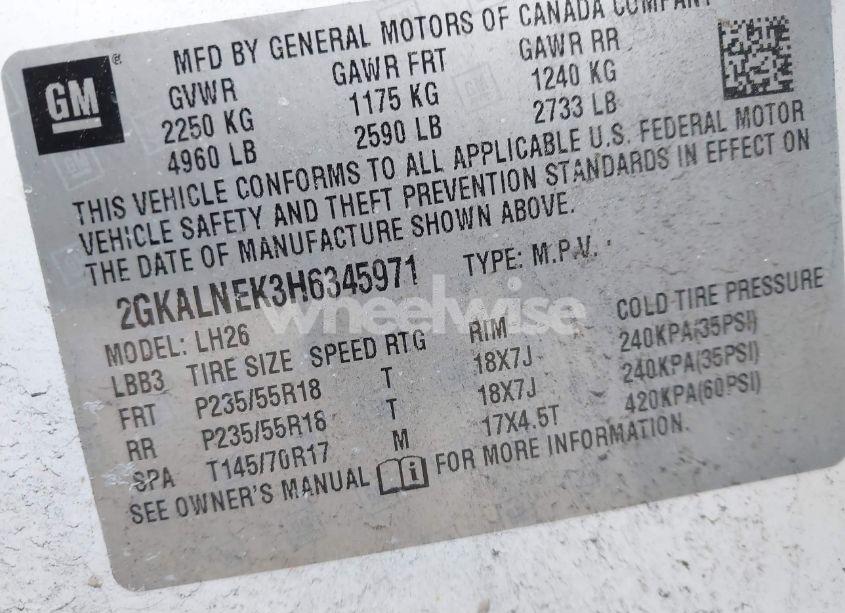 GM
MFD BY GENERAL MOTORS OF CANADA COMPANY
GVWR GAWR FRT GAWR RR
2250 KG 1175 KG 1240 KG
4960 LB 2590 LB 2733 LB
THIS VEHICLE CONFORMS TO ALL APPLICABLE U.S. FEDERAL MOTOR
VEHICLE SAFETY AND THEFT PREVENTION STANDARDS IN EFFECT ON
THE DATE OF MANUFACTURE SHOWN ABOVE.
2GKALNEK3H6345971 TYPE: M.P.V.
wheelwise
MODEL: LH26
LBB3 TIRE SIZE SPEED RTG RIM COLD TIRE PRESSURE
FRT P235/55R18 T 18X7J 240KPA(35PSI)
RR P235/55R18 T 18X7J 240KPA(35PSI)
SPA T145/70R17 M 17X4.5T 420KPA(60PSI)
SEE OWNER'S MANUAL FOR MORE INFORMATION.